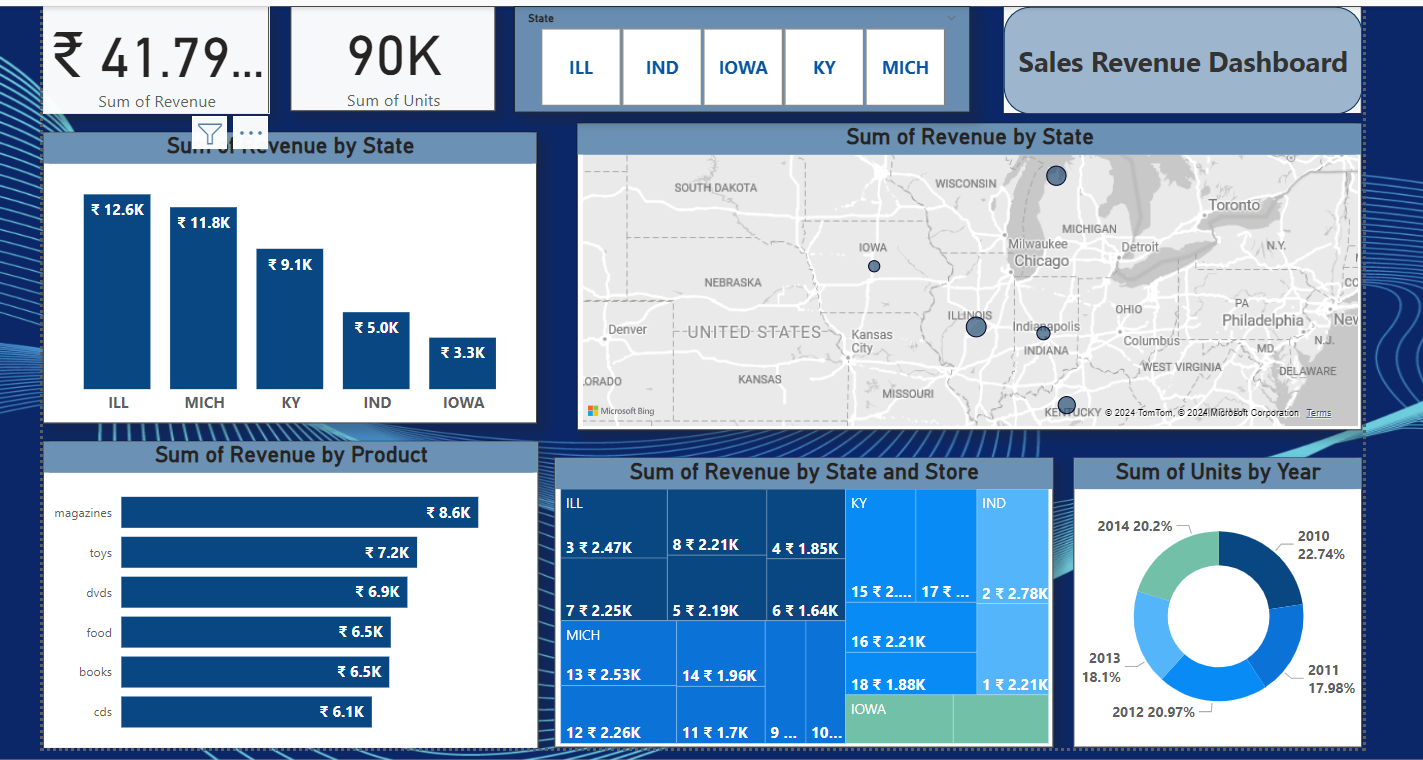 ₹ 41.79...
Sum of Revenue
90K
Sum of Units
State
ILL
IND
IOWA
KY
MICH
Sales Revenue Dashboard
Sum of Revenue by State
₹ 12.6K
₹ 11.8K
₹ 9.1K
₹ 5.0K
₹ 3.3K
ILL
MICH
KY
IND
IOWA
Sum of Revenue by State
SOUTH DAKOTA
WISCONSIN
Toronto
MICHIGAN
Milwaukee
Detroit
N.Y.
IOWA
Chicago
NEBRASKA
PA
OHIO
ILLINOIS
Philadelphia
New
Denver
UNITED STATES
Kansas
City
Indianapolis
Columbus
N.J.
INDIANA
MD
WEST VIRGINIA
DELAWARE
ORADO
KANSAS
MISSOURI
KENTUCKY
Microsoft Bing
© 2024 TomTom, © 2024 Microsoft Corporation
Terms
Sum of Revenue by Product
magazines
₹ 8.6K
toys
₹ 7.2K
dvds
₹ 6.9K
food
₹ 6.5K
books
₹ 6.5K
cds
₹ 6.1K
Sum of Revenue by State and Store
ILL
3 ₹ 2.47K
8 ₹ 2.21K
4 ₹ 1.85K
7 ₹ 2.25K
5 ₹ 2.19K
6 ₹ 1.64K
MICH
13 ₹ 2.53K
14 ₹ 1.96K
12 ₹ 2.26K
11 ₹ 1.7K
9 ...
10...
KY
15 ₹ 2....
17 ₹ ...
16 ₹ 2.21K
18 ₹ 1.88K
IND
2 ₹ 2.78K
1 ₹ 2.21K
IOWA
Sum of Units by Year
2014 20.2%
2010
22.74%
2013
18.1%
2011
17.98%
2012 20.97%